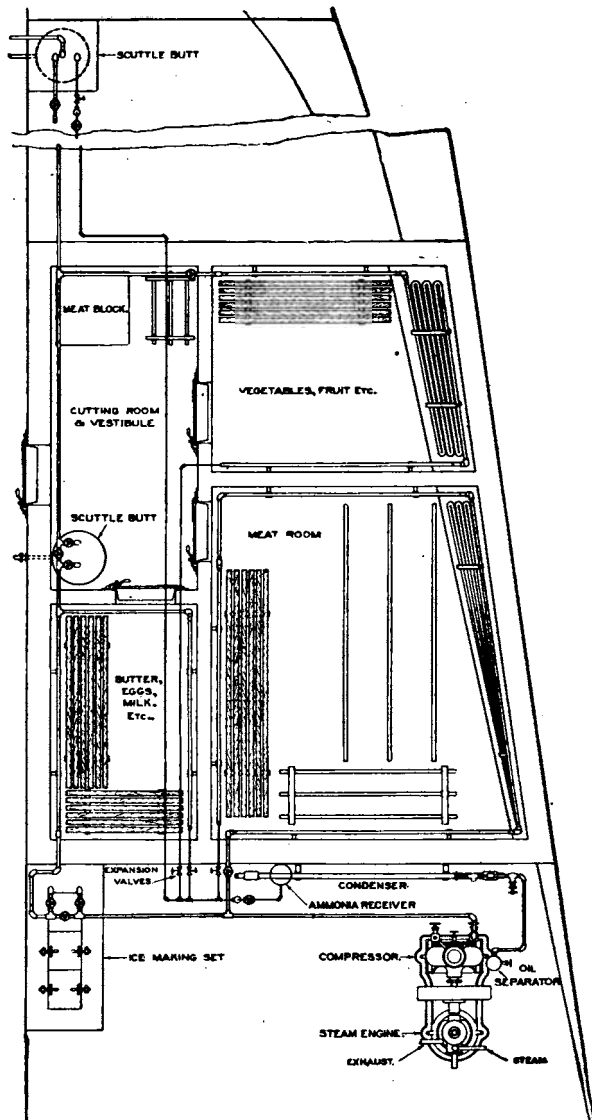 SCUTTLE BUTT
MEAT BLOCK.
VEGETABLES, FRUIT ETC.
CUTTING ROOM
& VESTIBULE
SCUTTLE BUTT
MEAT ROOM
BUTTER,
EGGS,
MILK.
ETC..
EXPANSION
VALVES
CONDENSER.
AMMONIA RECEIVER
ICE MAKING SET
COMPRESSOR.
OIL
SEPARATOR
STEAM ENGINE.
EXHAUST.
STEAM